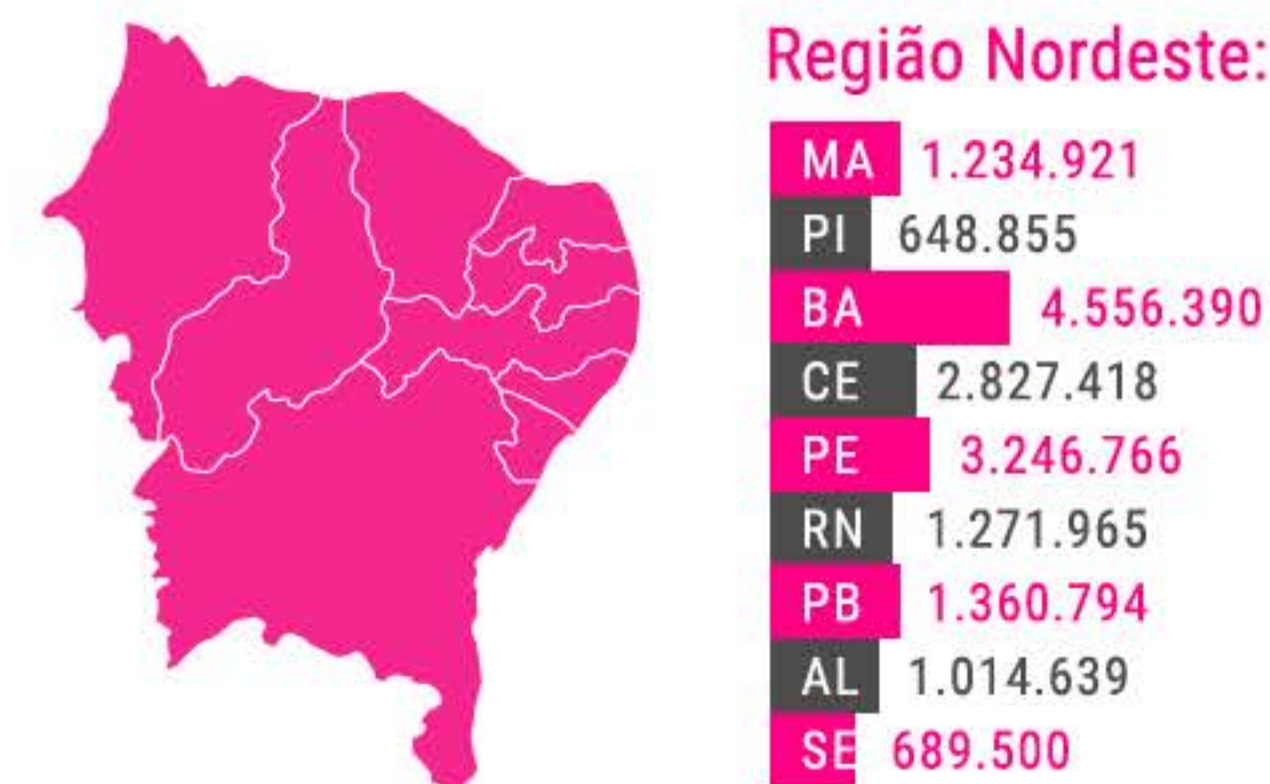 Região Nordeste:
MA 1.234.921
PI 648.855
BA 4.556.390
CE 2.827.418
PE 3.246.766
RN 1.271.965
PB 1.360.794
AL 1.014.639
SE 689.500